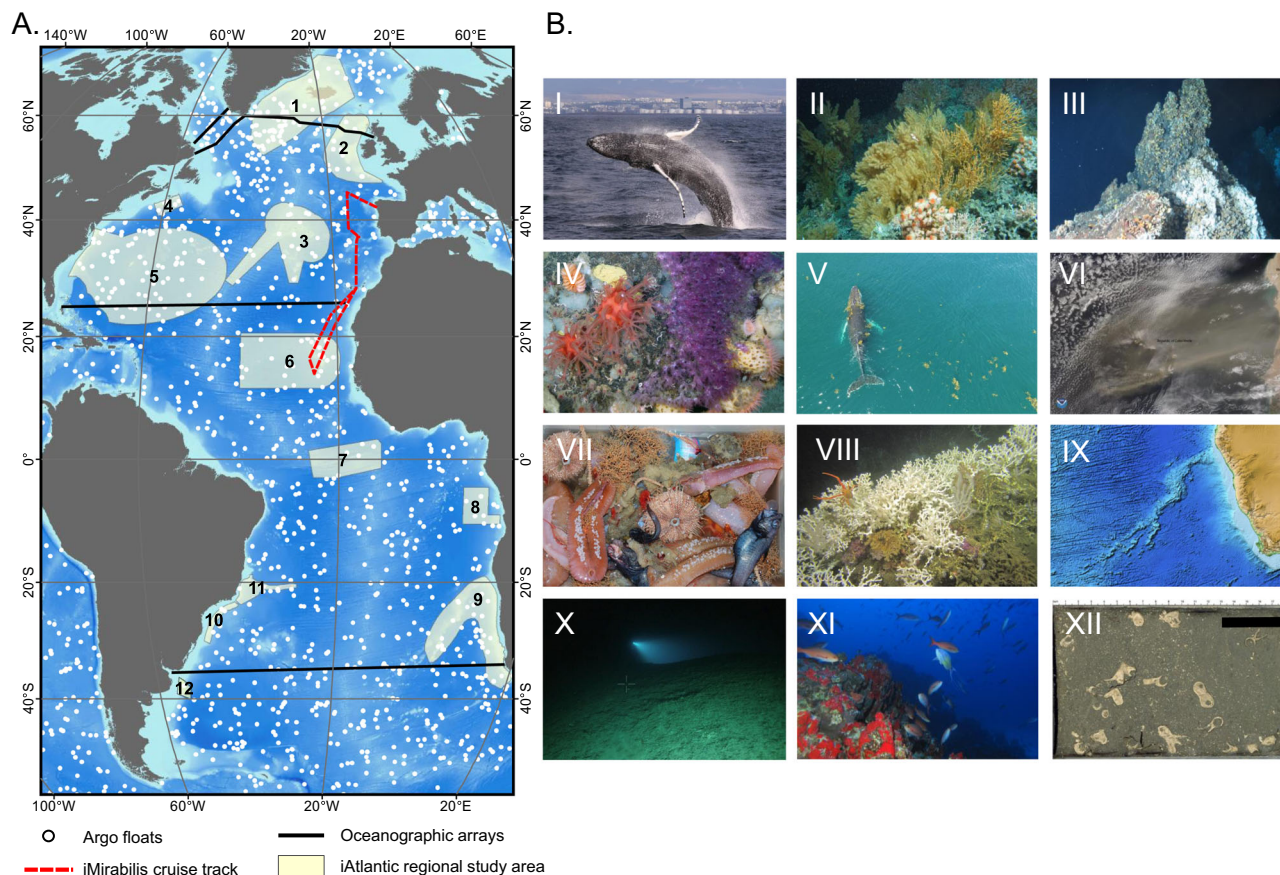 A.
B.
140°W 100°W 60°W 20°W 20°E 60°E
60°N 60°N
40°N 40°N
20°N 20°N
0° 0°
20°S 20°S
40°S 40°S
100°W 60°W 20°W 20°E
1
2
3
4
5
6
7
8
9
10
11
12
Argo floats
Oceanographic arrays
iMirabilis cruise track
iAtlantic regional study area
I
II
III
IV
V
VI
VII
VIII
IX
X
XI
XII